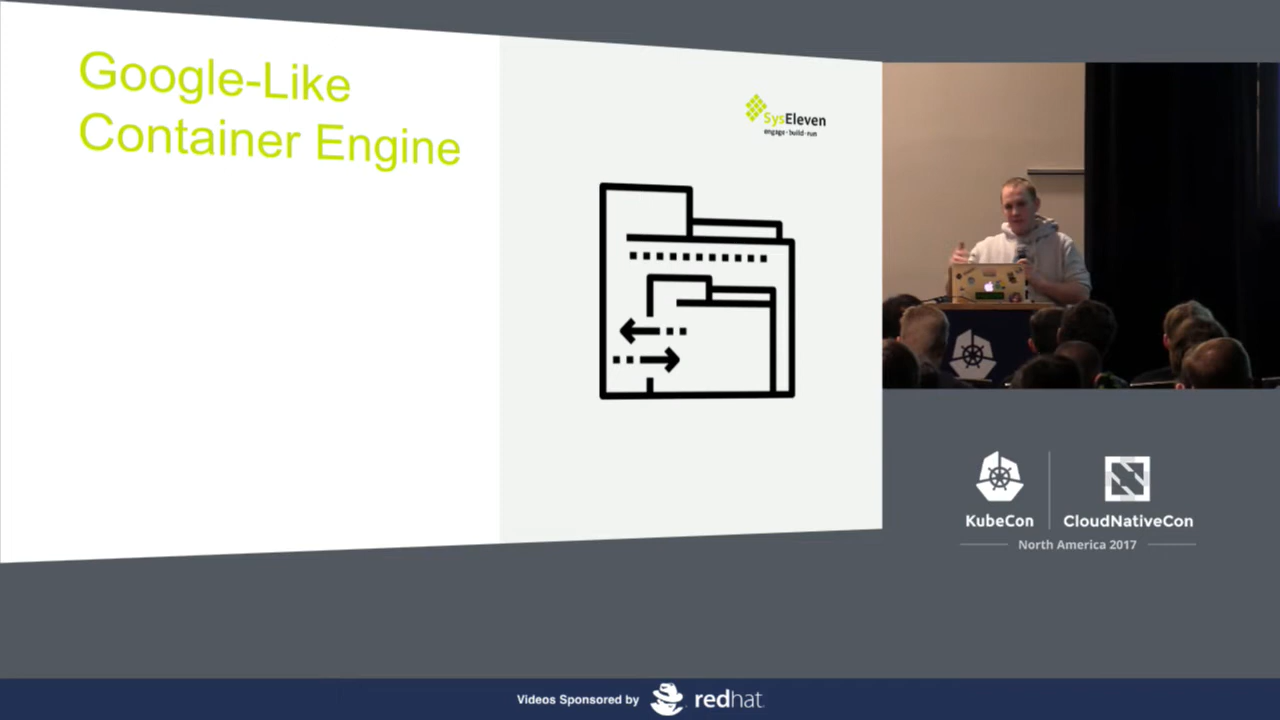 Google-Like
Container Engine
SysEleven
engage·build·run
KubeCon
CloudNativeCon
North America 2017
Videos Sponsored by
redhat